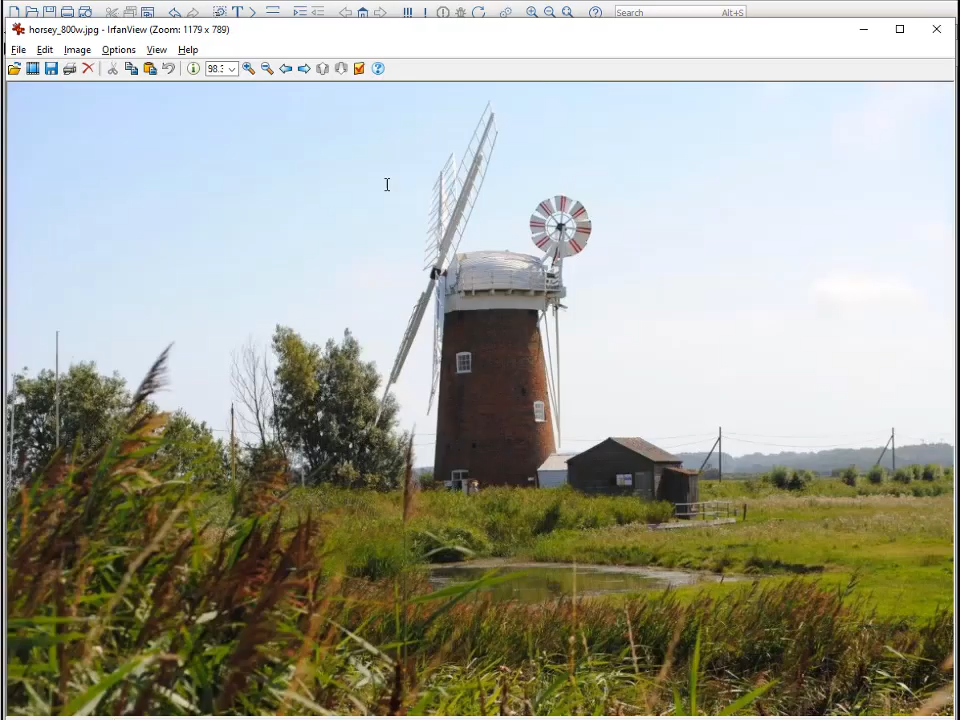 Search Alt+S
horsey_800w.jpg - IrfanView (Zoom: 1179 x 789)
File Edit Image Options View Help